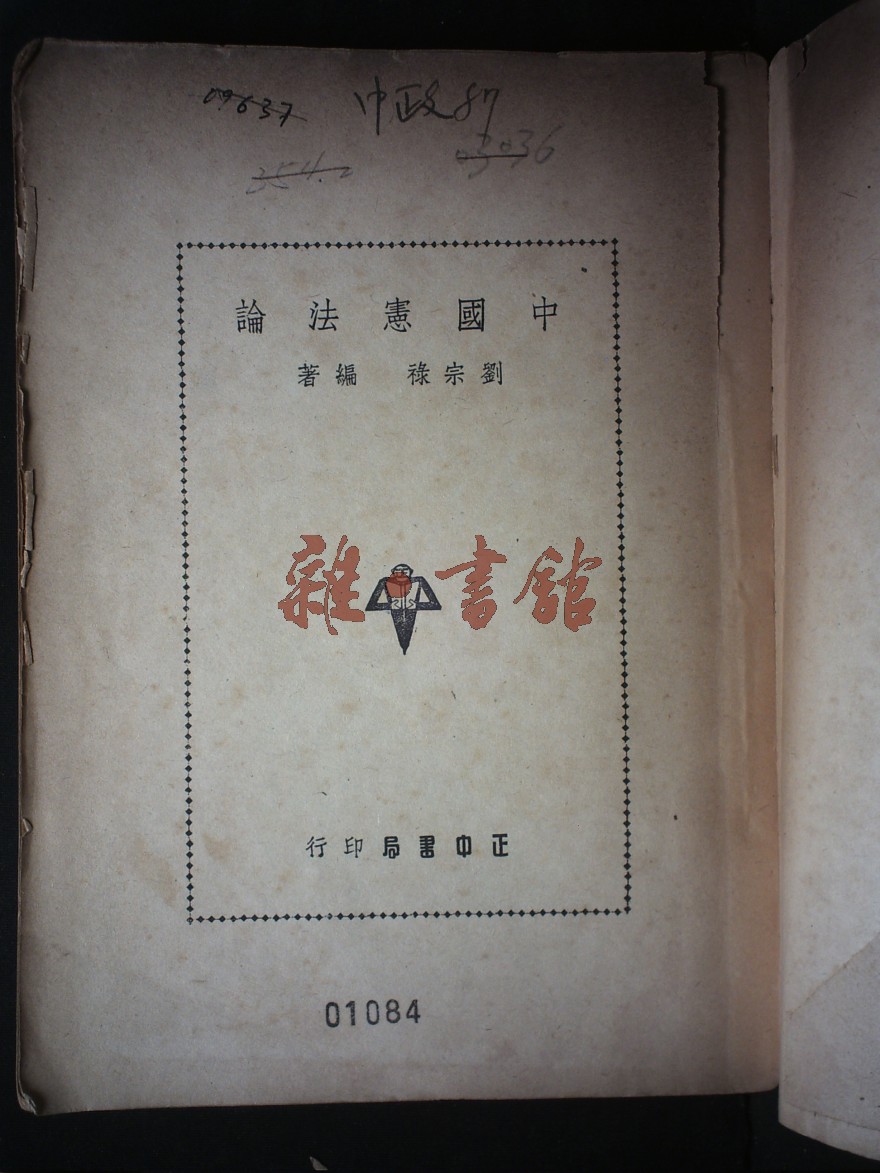 09637 中政87
354.2 03036
中國憲法論
劉宗祿 編著
雜書館
正中書局印行
01084